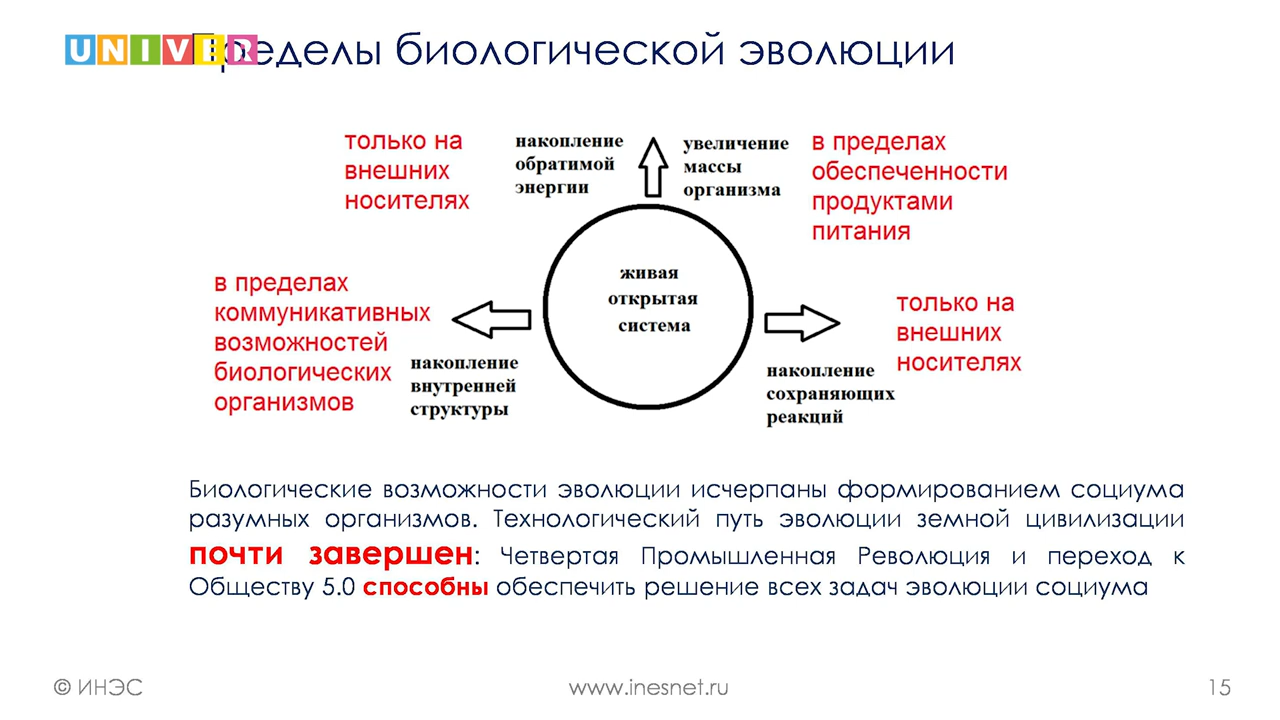 UNIVER
Пределы биологической эволюции
только на
внешних
носителях
накопление
обратимой
энергии
увеличение
массы
организма
в пределах
обеспеченности
продуктами
питания
живая
открытая
система
в пределах
коммуникативных
возможностей
биологических
организмов
накопление
внутренней
структуры
накопление
сохраняющих
реакций
только на
внешних
носителях
Биологические возможности эволюции исчерпаны формированием социума
разумных организмов. Технологический путь эволюции земной цивилизации
почти завершен: Четвертая Промышленная Революция и переход к
Обществу 5.0 способны обеспечить решение всех задач эволюции социума
© ИНЭС
www.inesnet.ru
15